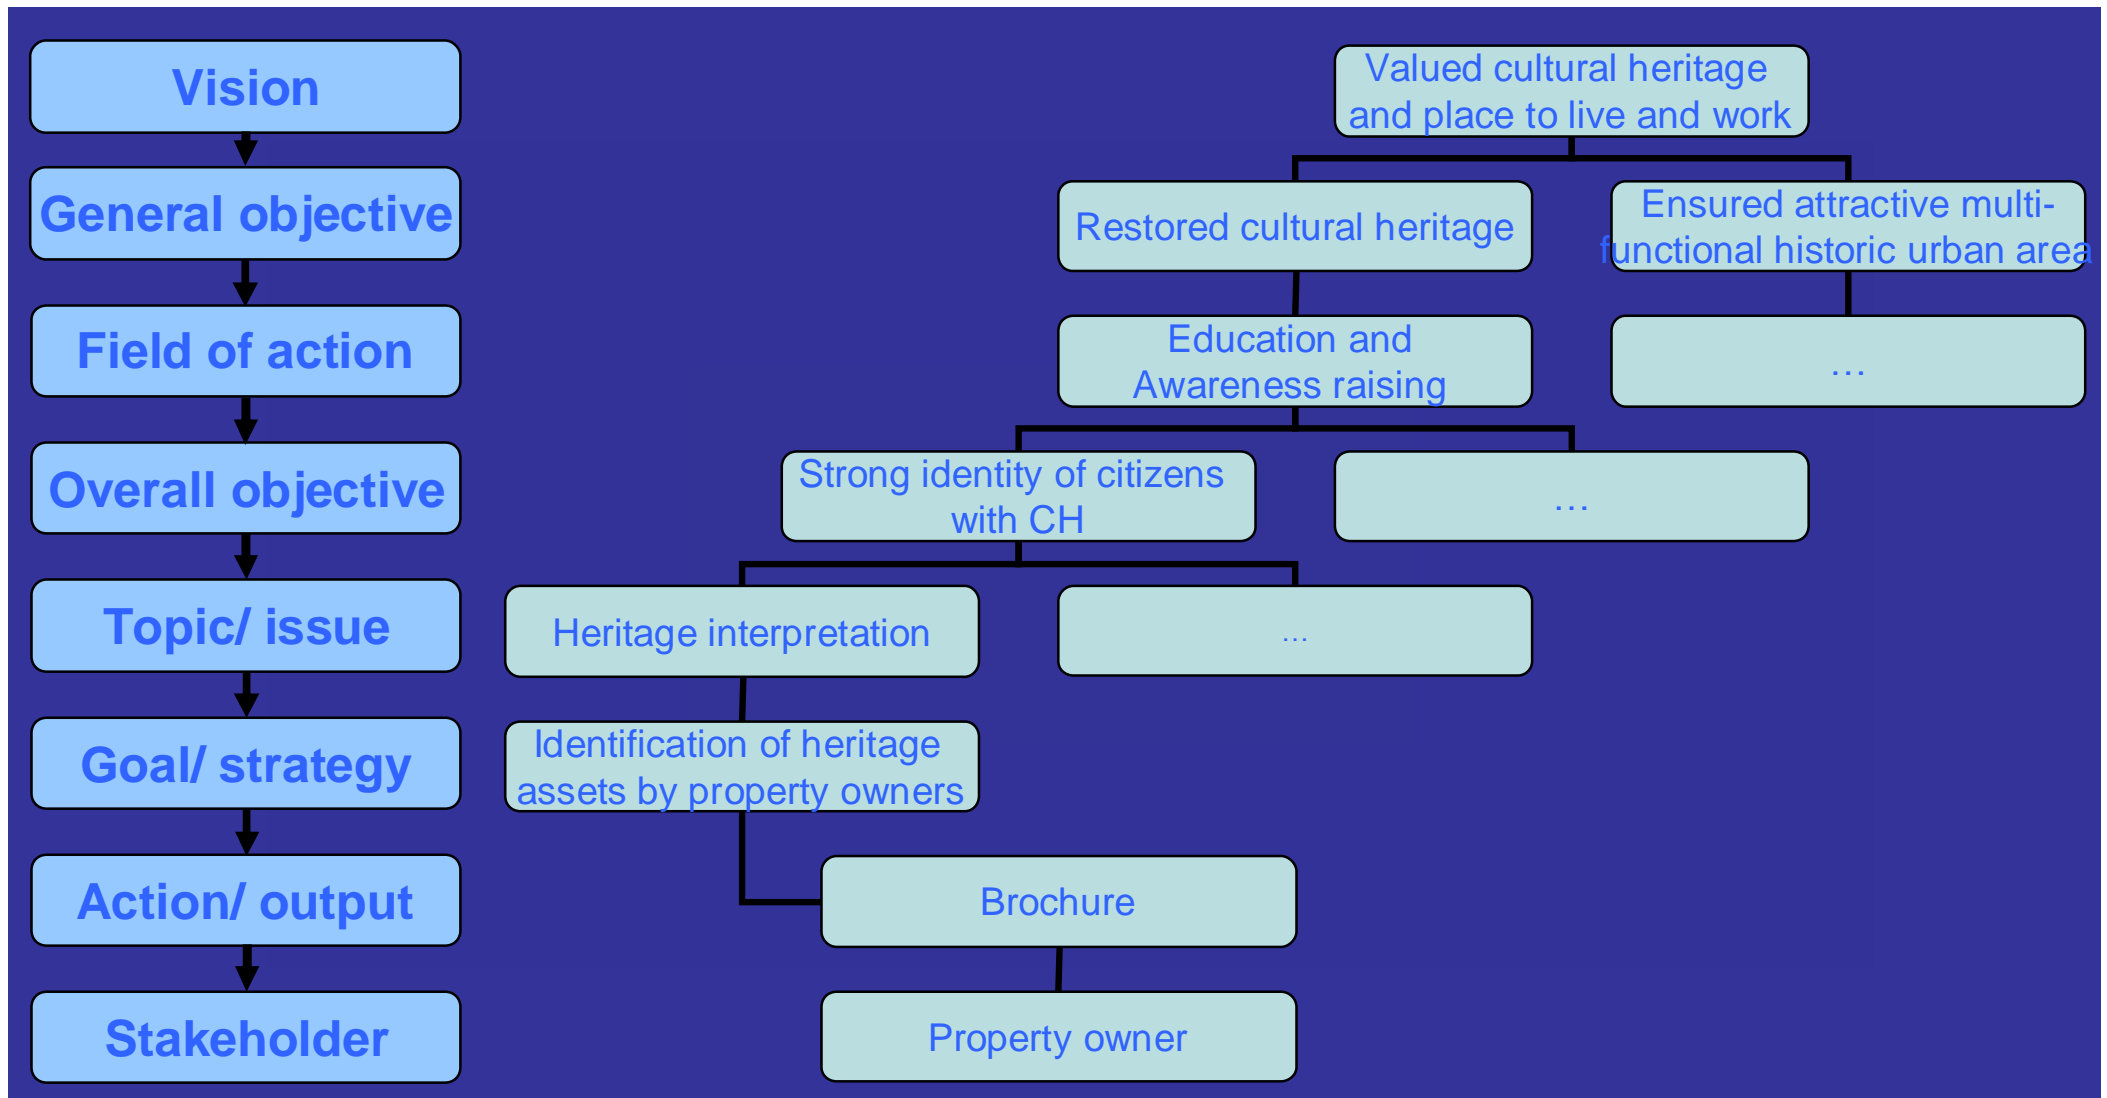 Vision
Valued cultural heritage
and place to live and work
General objective
Restored cultural heritage
Ensured attractive multi-
functional historic urban area
Field of action
Education and
Awareness raising
…
Overall objective
Strong identity of citizens
with CH
…
Topic/ issue
Heritage interpretation
…
Goal/ strategy
Identification of heritage
assets by property owners
Action/ output
Brochure
Stakeholder
Property owner